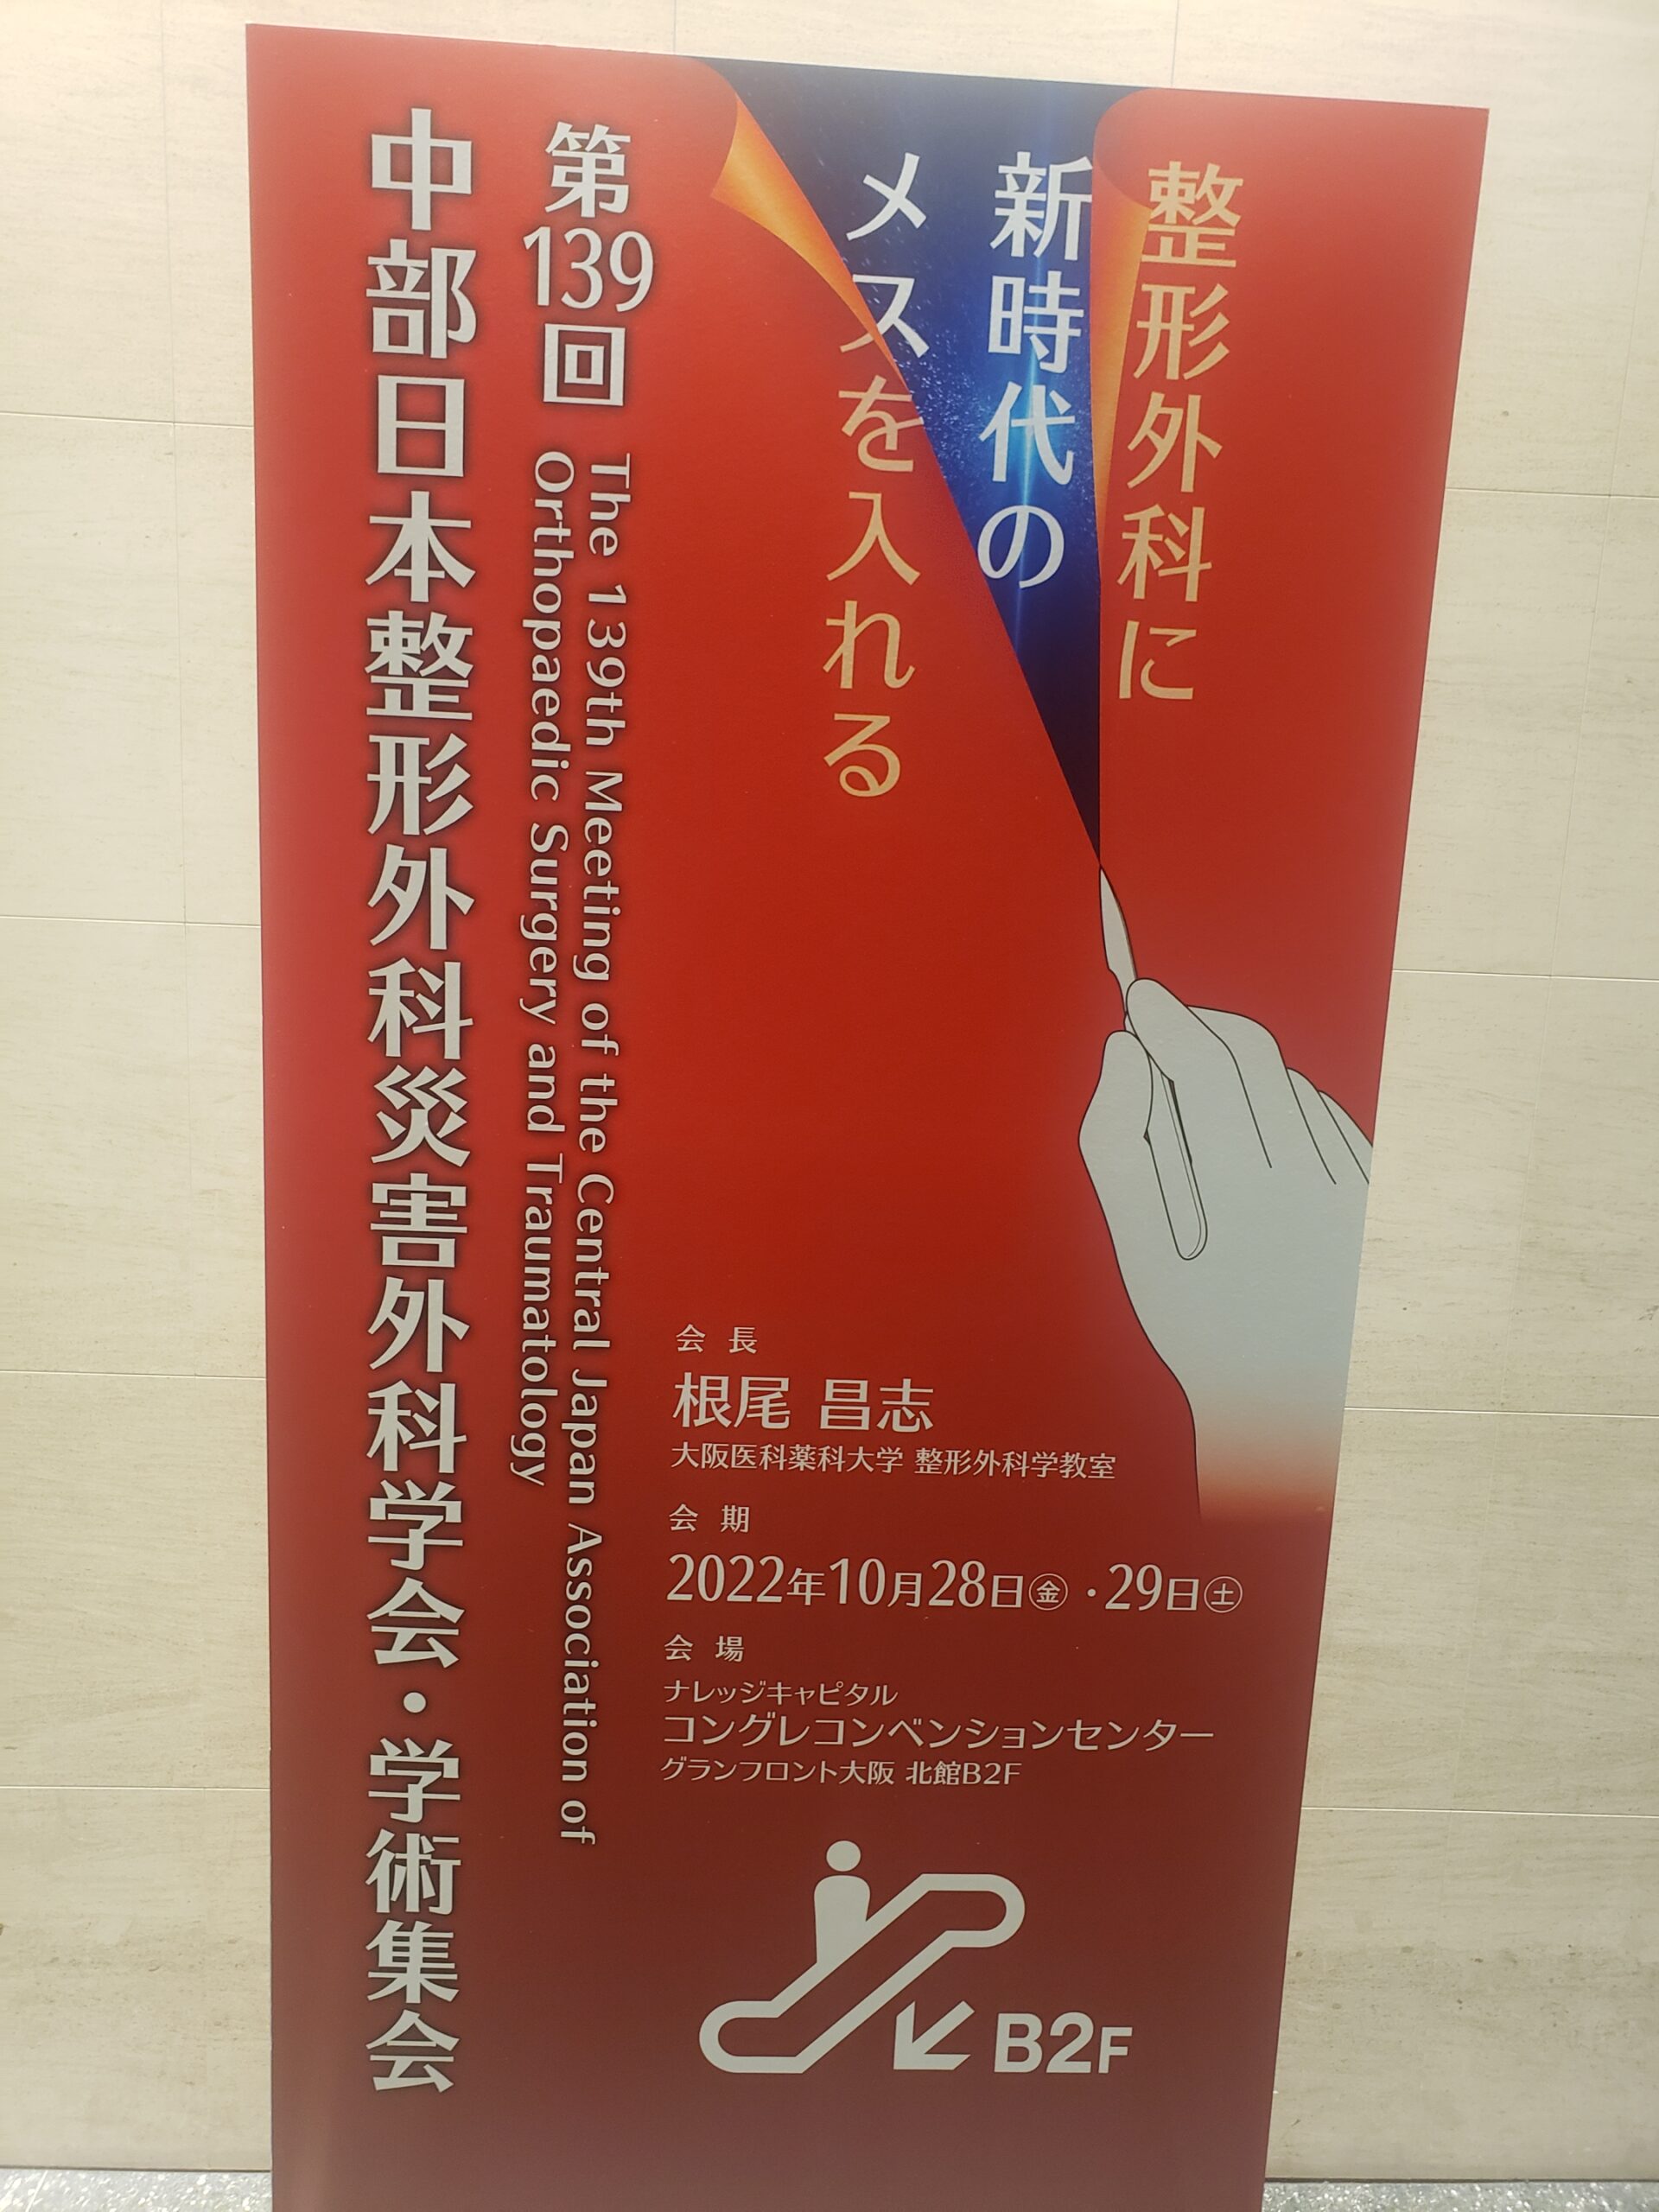 整形外科に
新時代の
メスを入れる
第139回
The 139th Meeting of the Central Japan Association of
Orthopaedic Surgery and Traumatology
中部日本整形外科災害外科学会・学術集会
会長
根尾 昌志
大阪医科薬科大学 整形外科学教室
会期
2022年10月28日㊎・29日㊏
会場
ナレッジキャピタル
コングレコンベンションセンター
グランフロント大阪 北館B2F
B2F